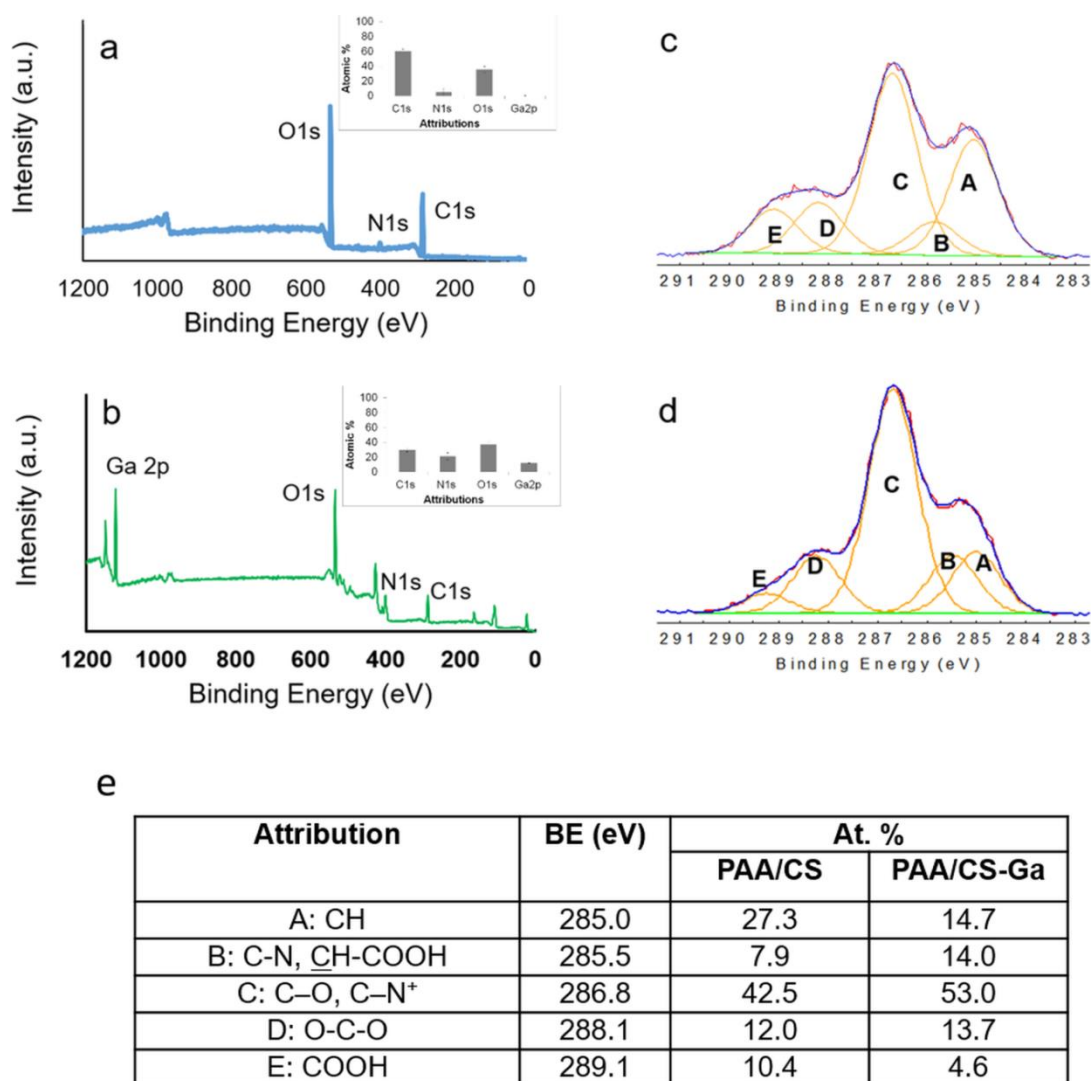 a
Intensity (a.u.)
O1s
N1s
C1s
1200 1000 800 600 400 200 0
Binding Energy (eV)
Atomic %
100
80
60
40
20
0
C1s N1s O1s Ga2p
Attributions
c
C
A
E
D
B
291 290 289 288 287 286 285 284 283
Binding Energy (eV)
b
Intensity (a.u.)
Ga 2p
O1s
N1s
C1s
1200 1000 800 600 400 200 0
Binding Energy (eV)
Atomic %
100
80
60
40
20
0
C1s N1s O1s Ga2p
Attributions
d
C
E
D
B
A
291 290 289 288 287 286 285 284 283
Binding Energy (eV)
e
Attribution BE (eV) At. %
PAA/CS PAA/CS-Ga
A: CH 285.0 27.3 14.7
B: C-N, CH-COOH 285.5 7.9 14.0
C: C–O, C–N⁺ 286.8 42.5 53.0
D: O-C-O 288.1 12.0 13.7
E: COOH 289.1 10.4 4.6